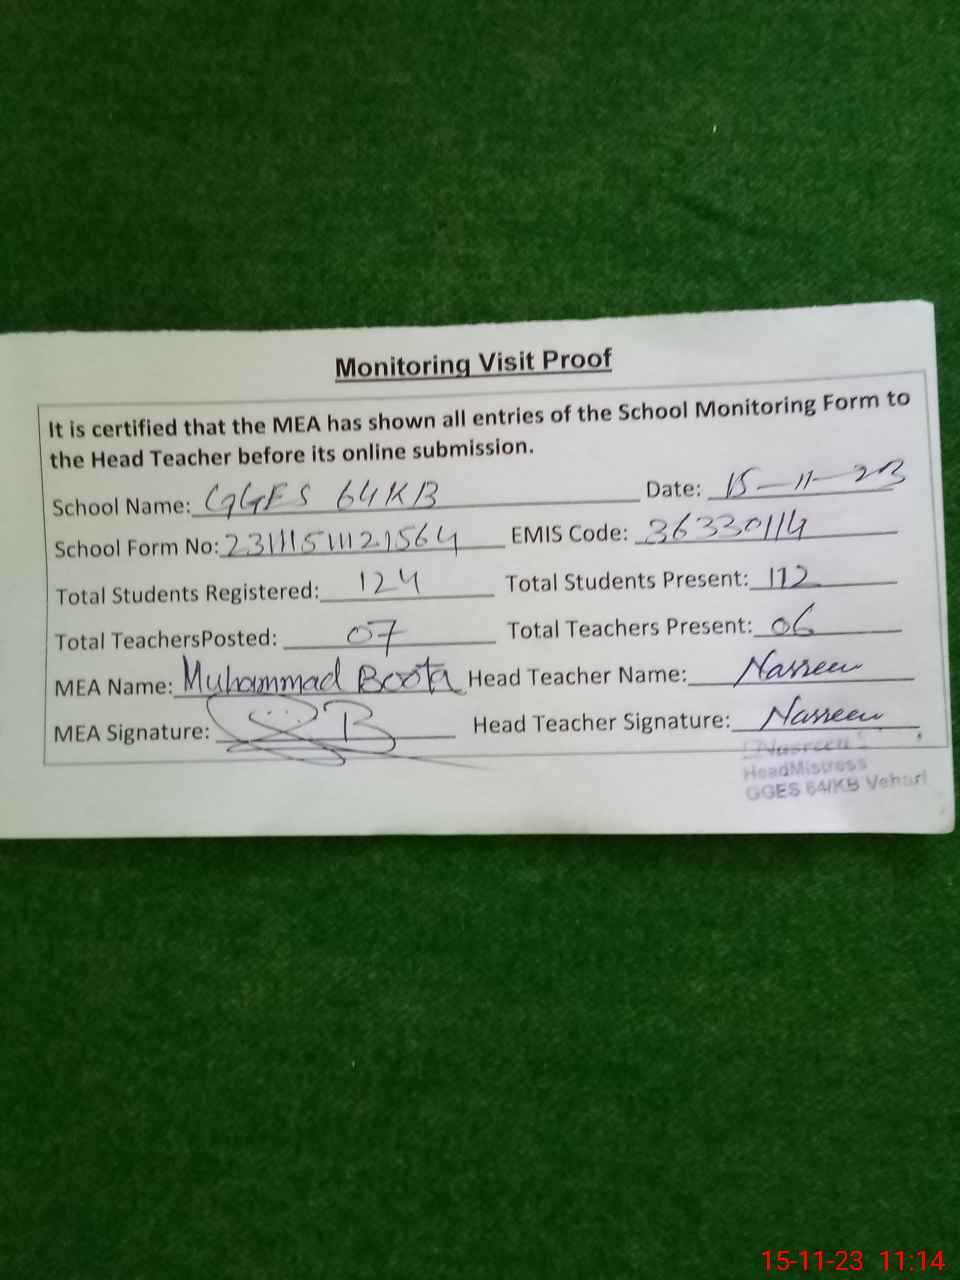 Monitoring Visit Proof
It is certified that the MEA has shown all entries of the School Monitoring Form to
the Head Teacher before its online submission.
School Name: GGES 64KB Date: 15-11-23
School Form No: EMIS Code: 36330114
Total Students Registered: 124 Total Students Present: 112
Total TeachersPosted: 07 Total Teachers Present: 06
MEA Name: Muhammad Boota Head Teacher Name: Nasreen
MEA Signature: Head Teacher Signature: Nasreen
Nasreen
HeadMistress
GGES 64/KB Vehari
15-11-23 11:14